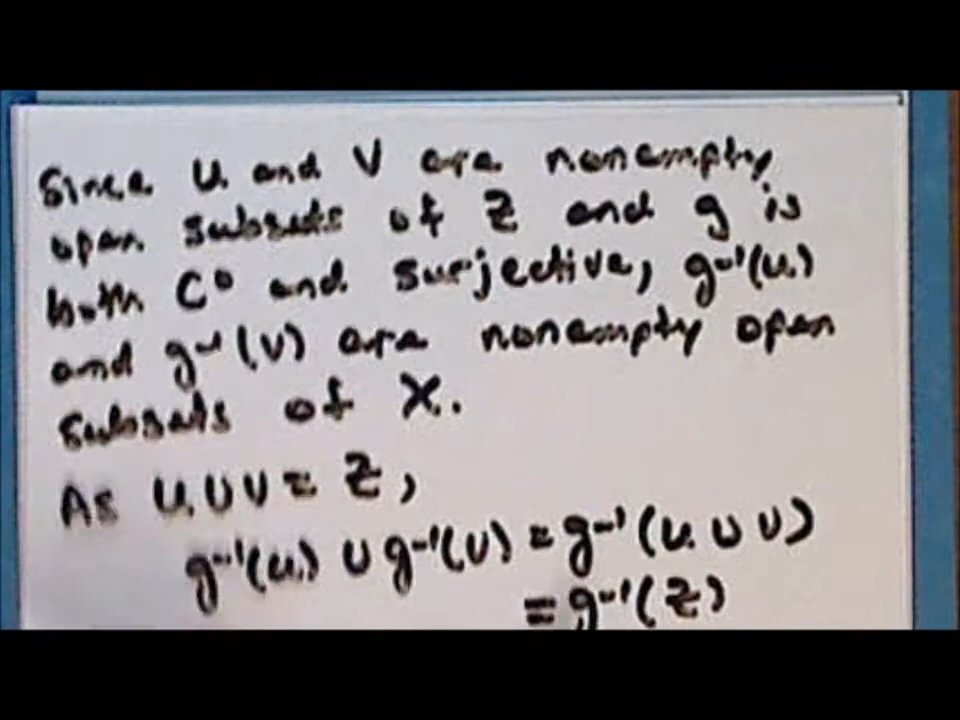 Since U and V are nonempty
open subsets of Z and g is
both C⁰ and surjective, g⁻¹(U)
and g⁻¹(V) are nonempty open
subsets of X.
As U ∪ V = Z,
g⁻¹(U) ∪ g⁻¹(V) = g⁻¹(U ∪ V)
= g⁻¹(Z)